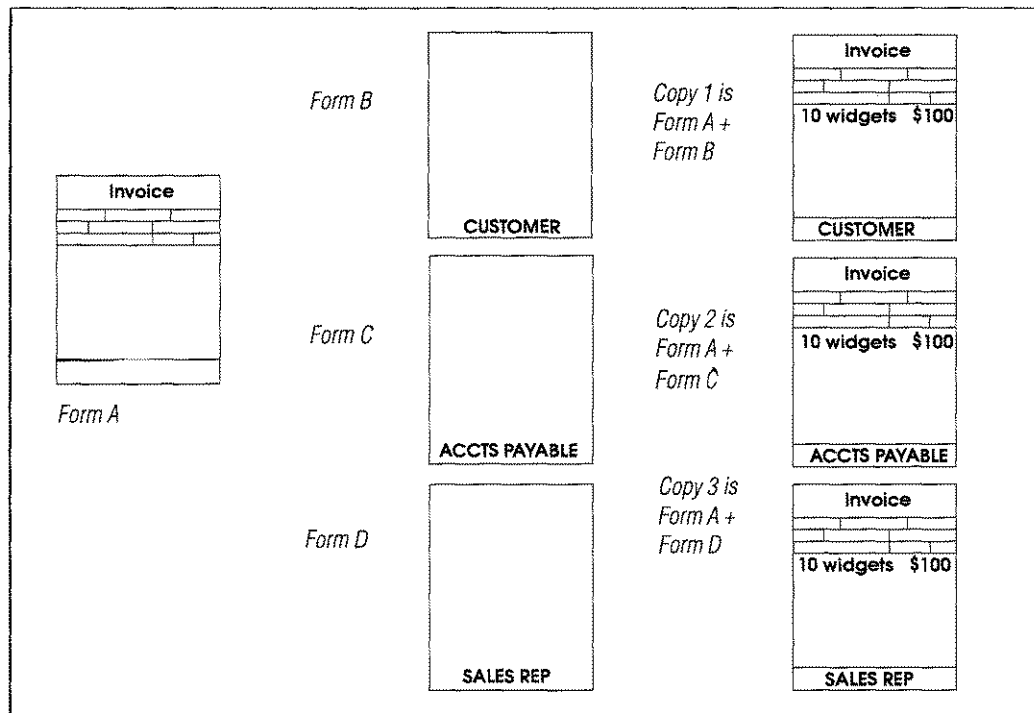 Invoice
Form A
Form B
CUSTOMER
Form C
ACCTS PAYABLE
Form D
SALES REP
Copy 1 is
Form A +
Form B
Invoice
10 widgets $100
CUSTOMER
Copy 2 is
Form A +
Form C
Invoice
10 widgets $100
ACCTS PAYABLE
Copy 3 is
Form A +
Form D
Invoice
10 widgets $100
SALES REP